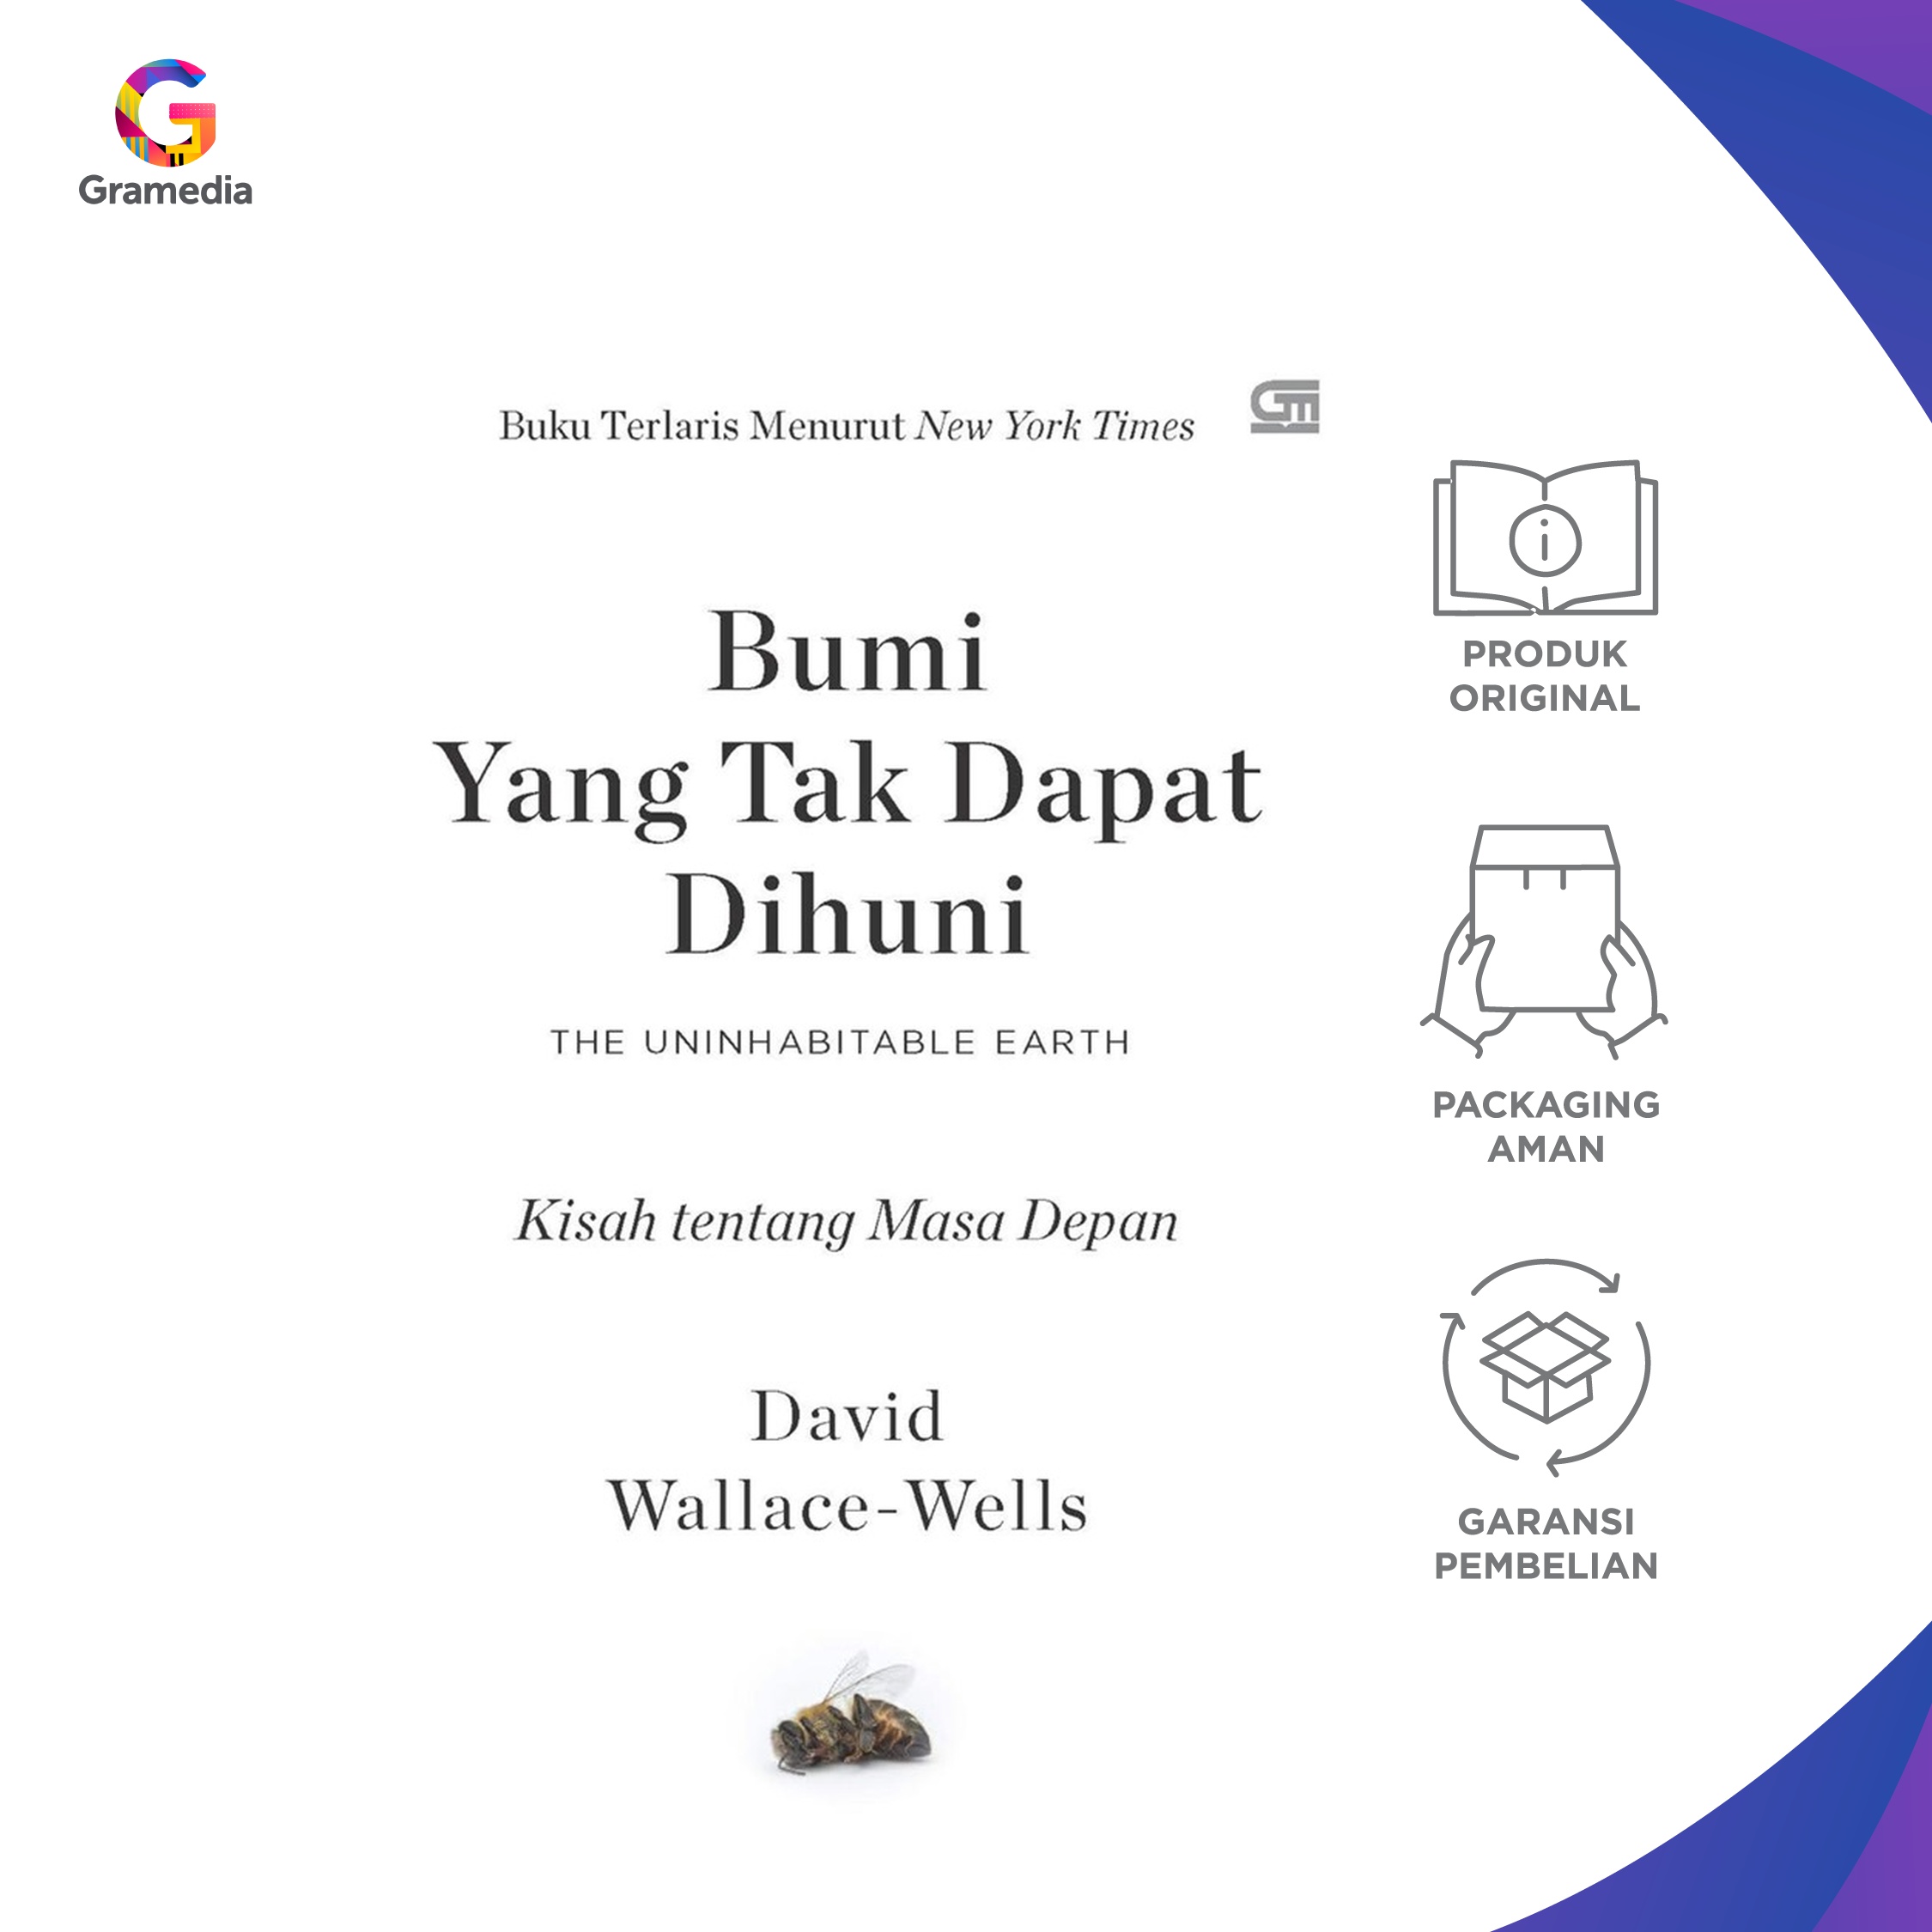 Gramedia
Buku Terlaris Menurut New York Times
GM
Bumi
Yang Tak Dapat
Dihuni
THE UNINHABITABLE EARTH
Kisah tentang Masa Depan
David
Wallace-Wells
PRODUK
ORIGINAL
PACKAGING
AMAN
GARANSI
PEMBELIAN